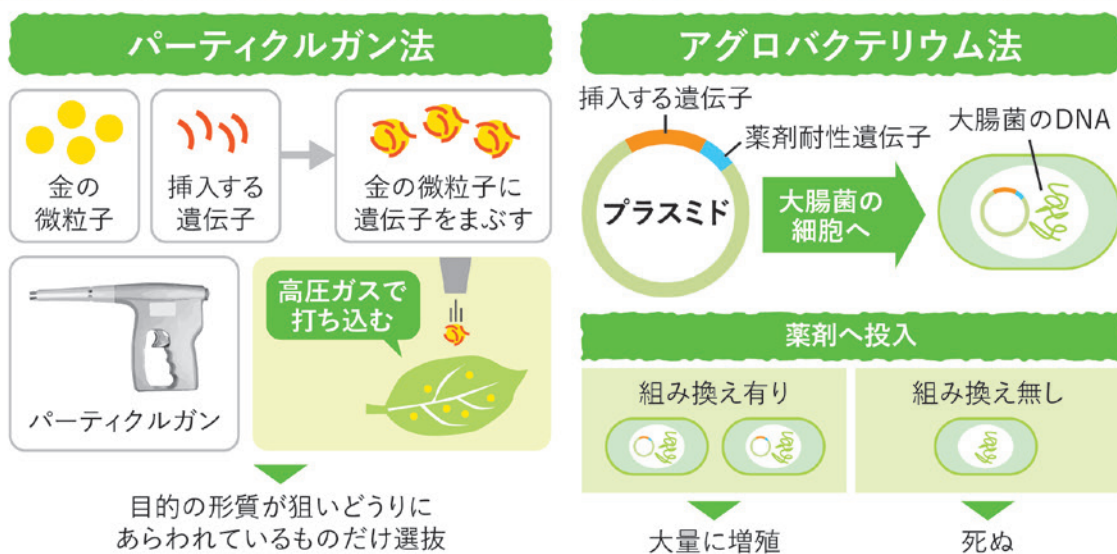 パーティクルガン法
金の
微粒子
挿入する
遺伝子
金の微粒子に
遺伝子をまぶす
パーティクルガン
高圧ガスで
打ち込む
目的の形質が狙いどうりに
あらわれているものだけ選抜
アグロバクテリウム法
挿入する遺伝子
薬剤耐性遺伝子
プラスミド
大腸菌の
細胞へ
大腸菌のDNA
薬剤へ投入
組み換え有り
組み換え無し
大量に増殖
死ぬ